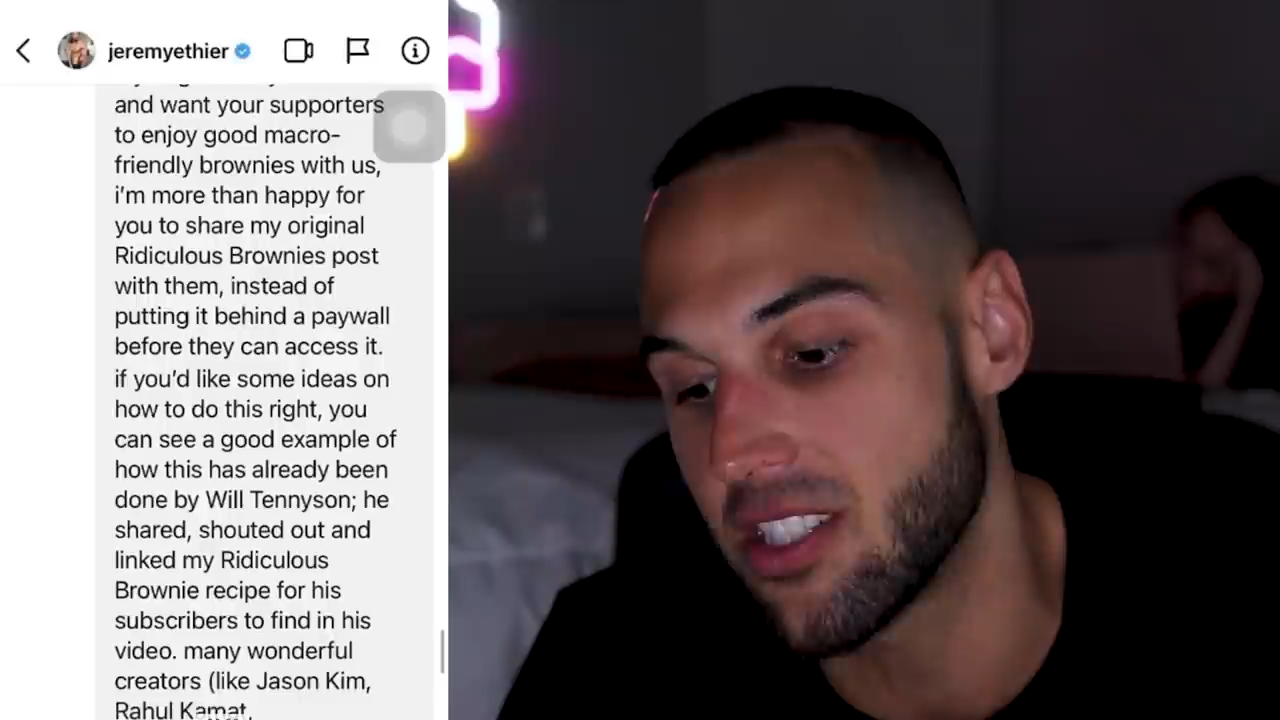 jeremyethier
and want your supporters
to enjoy good macro-
friendly brownies with us,
i'm more than happy for
you to share my original
Ridiculous Brownies post
with them, instead of
putting it behind a paywall
before they can access it.
if you'd like some ideas on
how to do this right, you
can see a good example of
how this has already been
done by Will Tennyson; he
shared, shouted out and
linked my Ridiculous
Brownie recipe for his
subscribers to find in his
video. many wonderful
creators (like Jason Kim,
Rahul Kamat,